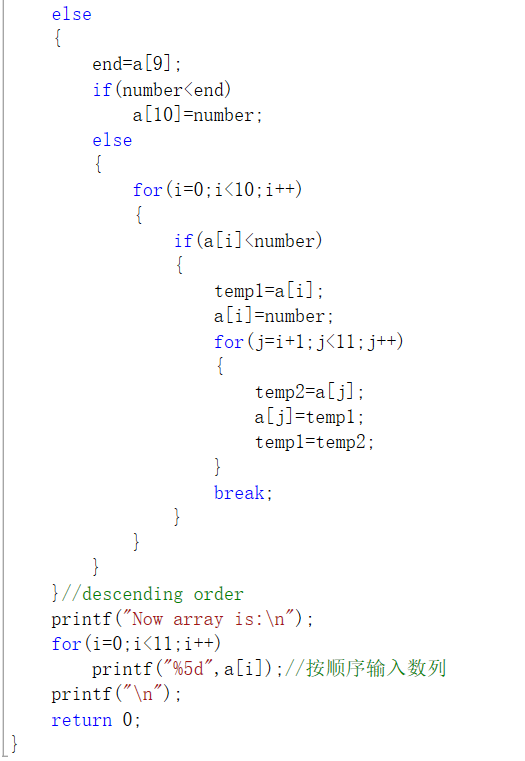 else
{
end=a[9];
if(number<end)
a[10]=number;
else
{
for(i=0;i<10;i++)
{
if(a[i]<number)
{
temp1=a[i];
a[i]=number;
for(j=i+1;j<11;j++)
{
temp2=a[j];
a[j]=temp1;
temp1=temp2;
}
break;
}
}
}
}//descending order
printf("Now array is:\n");
for(i=0;i<11;i++)
printf("%5d",a[i]);//按顺序输入数列
printf("\n");
return 0;
}